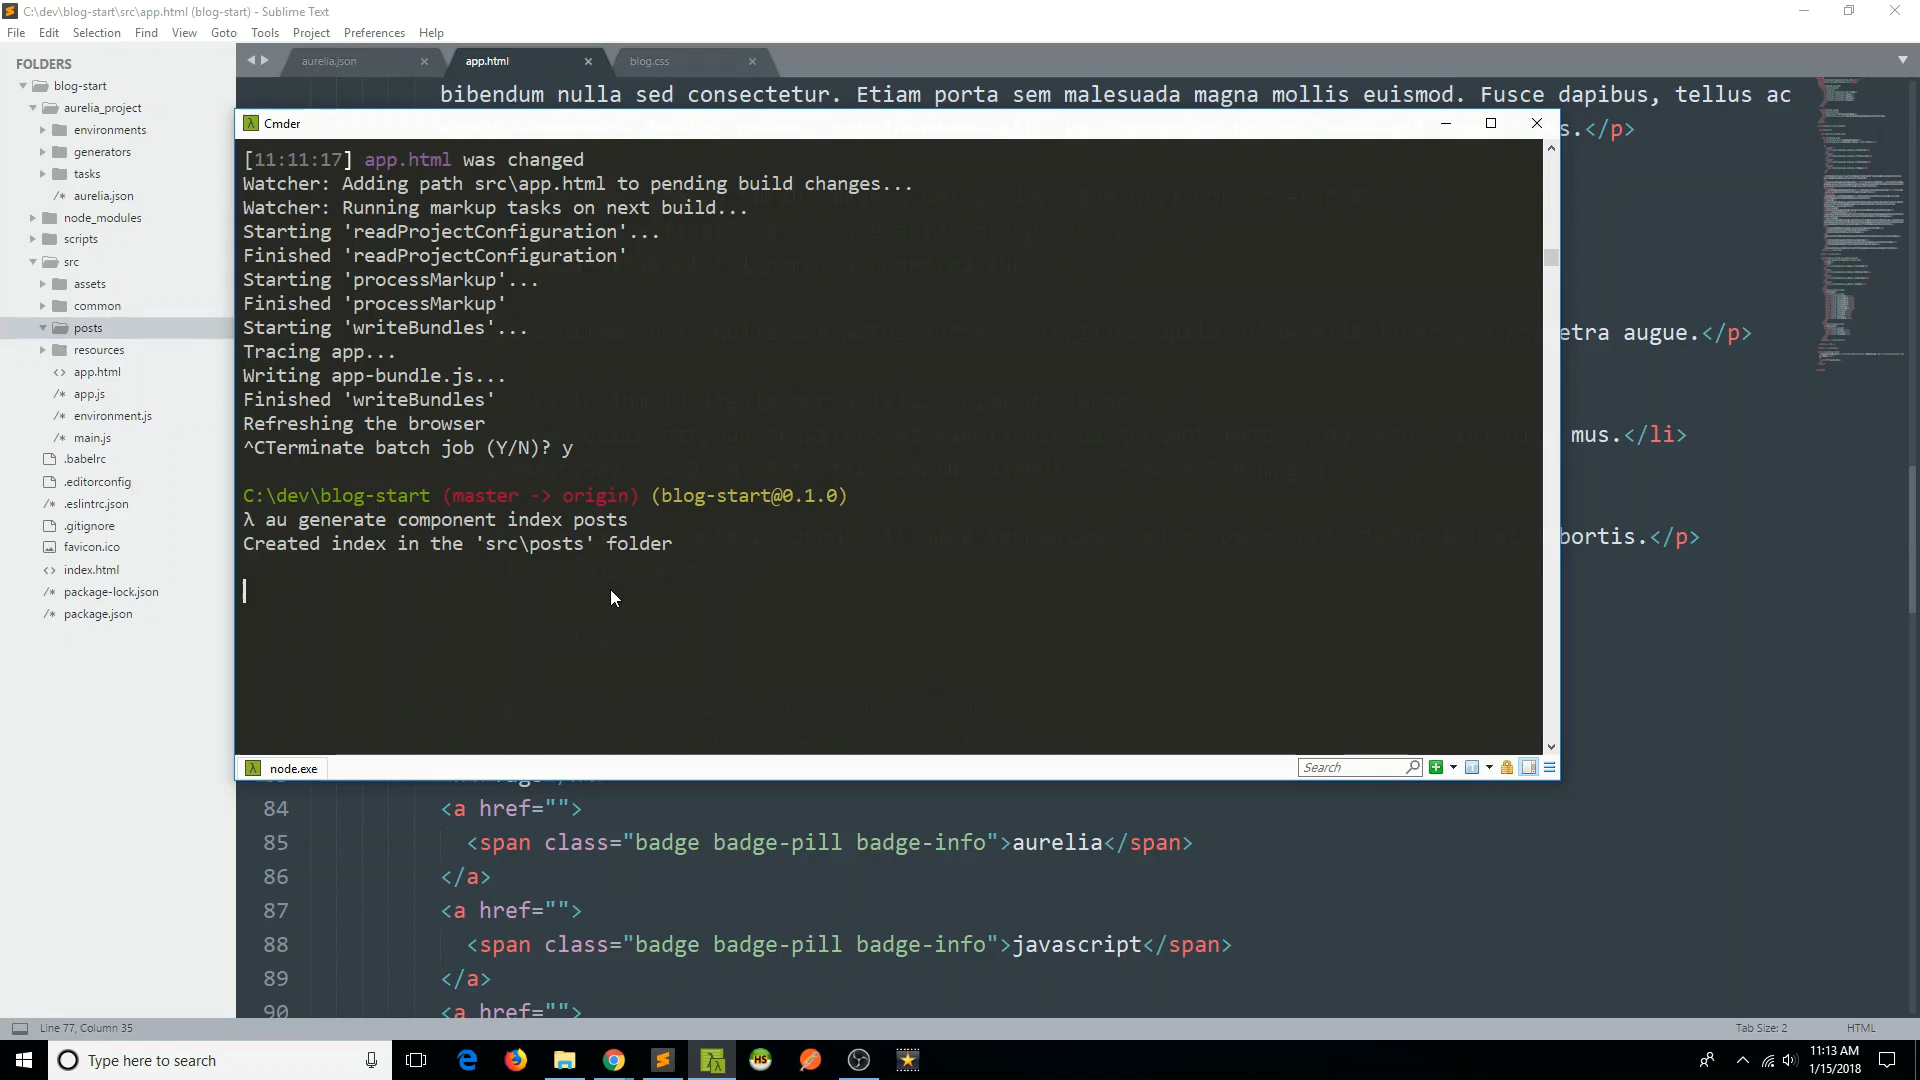 C:\dev\blog-start\src\app.html (blog-start) - Sublime Text
File Edit Selection Find View Goto Tools Project Preferences Help
FOLDERS
blog-start
aurelia_project
environments
generators
tasks
aurelia.json
node_modules
scripts
src
assets
common
posts
resources
app.html
app.js
environment.js
main.js
.babelrc
.editorconfig
.eslintrc.json
.gitignore
favicon.ico
index.html
package-lock.json
package.json
aurelia.json
app.html
blog.css
bibendum nulla sed consectetur. Etiam porta sem malesuada magna mollis euismod. Fusce dapibus, tellus ac
s.</p>
etra augue.</p>
mus.</li>
bortis.</p>
Cmder
[11:11:17] app.html was changed
Watcher: Adding path src\app.html to pending build changes...
Watcher: Running markup tasks on next build...
Starting 'readProjectConfiguration'...
Finished 'readProjectConfiguration'
Starting 'processMarkup'...
Finished 'processMarkup'
Starting 'writeBundles'...
Tracing app...
Writing app-bundle.js...
Finished 'writeBundles'
Refreshing the browser
^CTerminate batch job (Y/N)? y
C:\dev\blog-start (master -> origin) (blog-start@0.1.0)
λ au generate component index posts
Created index in the 'src\posts' folder
λ node.exe
Search
84 <a href="">
85 <span class="badge badge-pill badge-info">aurelia</span>
86 </a>
87 <a href="">
88 <span class="badge badge-pill badge-info">javascript</span>
89 </a>
90 <a href="">
Line 77, Column 35
Tab Size: 2
HTML
Type here to search
HS
11:13 AM
1/15/2018